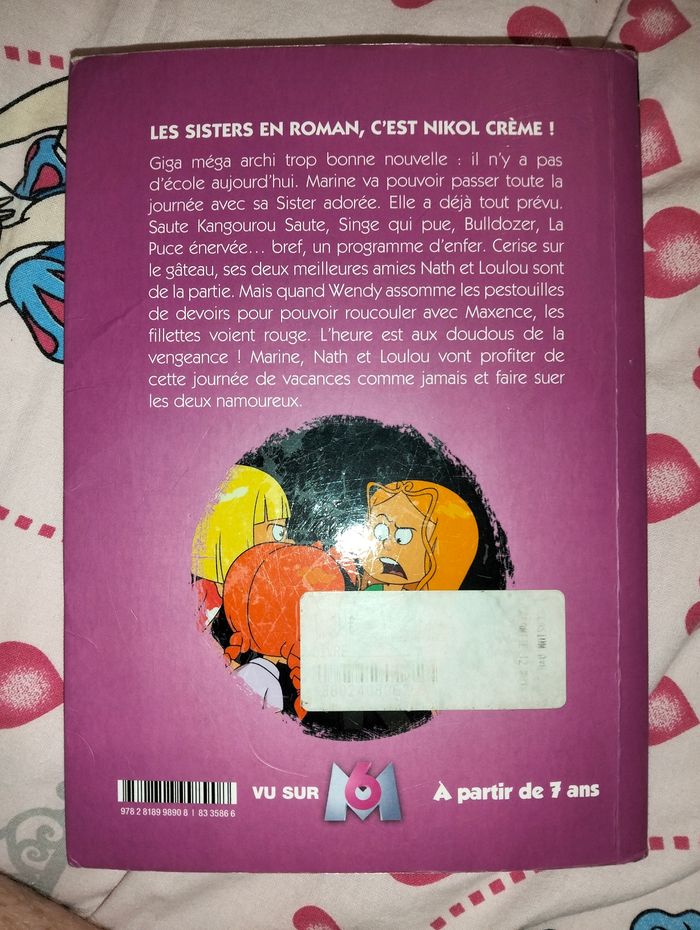 LES SISTERS EN ROMAN, C'EST NIKOL CRÈME !
Giga méga archi trop bonne nouvelle : il n'y a pas
d'école aujourd'hui. Marine va pouvoir passer toute la
journée avec sa Sister adorée. Elle a déjà tout prévu.
Saute Kangourou Saute, Singe qui pue, Bulldozer, La
Puce énervée... bref, un programme d'enfer. Cerise sur
le gâteau, ses deux meilleures amies Nath et Loulou sont
de la partie. Mais quand Wendy assomme les pestouilles
de devoirs pour pouvoir roucouler avec Maxence, les
fillettes voient rouge. L'heure est aux doudous de la
vengeance ! Marine, Nath et Loulou vont profiter de
cette journée de vacances comme jamais et faire suer
les deux namoureux.
VU SUR M6
À partir de 7 ans
978 2 8189 9890 8 | 83 3586 6